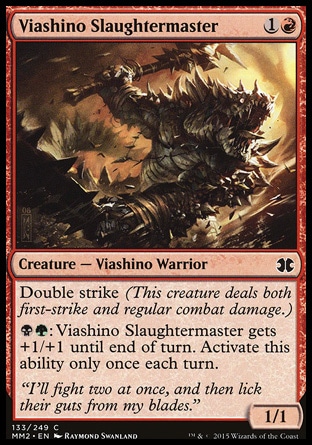 Viashino Slaughtermaster 1
Creature — Viashino Warrior
Double strike (This creature deals both
first-strike and regular combat damage.)
: Viashino Slaughtermaster gets
+1/+1 until end of turn. Activate this
ability only once each turn.
“I’ll fight two at once, and then lick
their guts from my blades.”
1/1
133/249 C
MM2 • EN RAYMOND SWANLAND
™ & © 2015 Wizards of the Coast